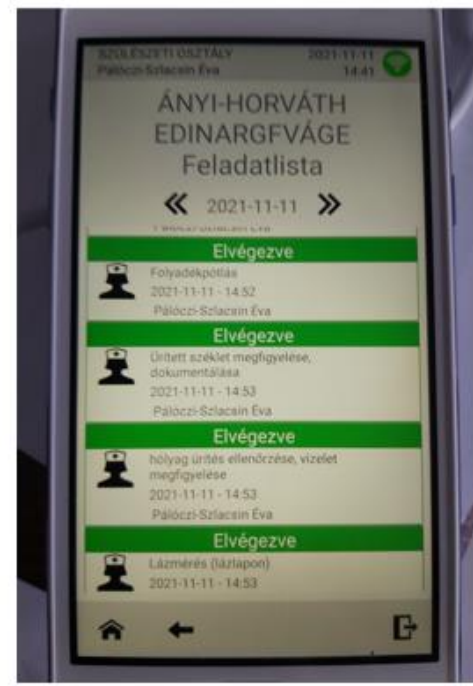 SZÜLÉSZETI OSZTÁLY 2021-11-11
Pálóczi-Szlacsin Éva 14:41
ÁNYI-HORVÁTH
EDINARGFVÁGE
Feladatlista
2021-11-11
Pálóczi-Szlacsin Éva
Elvégezve
Folyadékpótlás
2021-11-11 - 14:52
Pálóczi-Szlacsin Éva
Elvégezve
Ürített széklet megfigyelése,
dokumentálása
2021-11-11 - 14:53
Pálóczi-Szlacsin Éva
Elvégezve
hólyag ürítés ellenőrzése, vizelet
megfigyelése
2021-11-11 - 14:53
Pálóczi-Szlacsin Éva
Elvégezve
Lázmérés (lázlapon)
2021-11-11 - 14:53